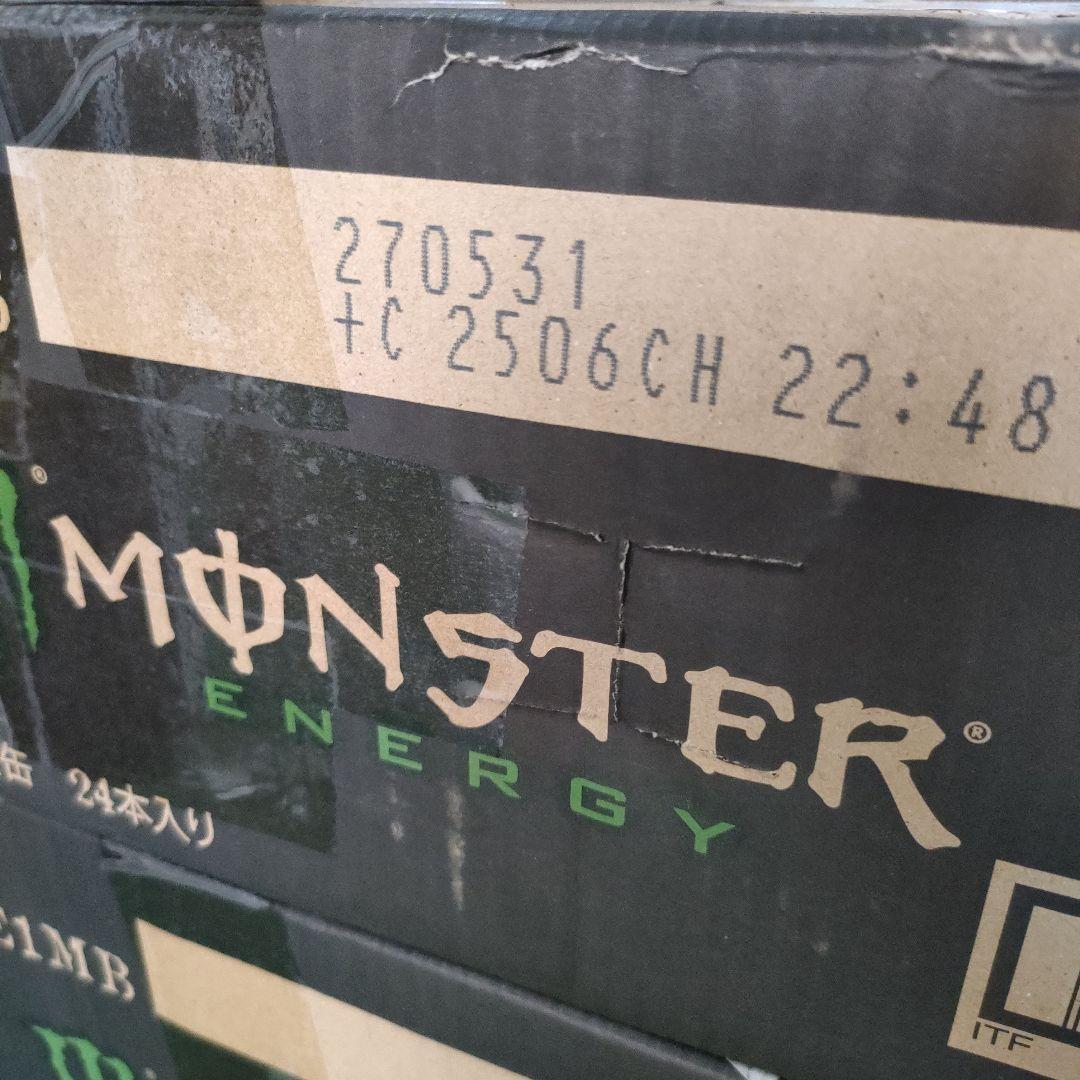 270531
+C 2506CH 22:48
MONSTER®
ENERGY
缶 24本入り
E1MB
ITF